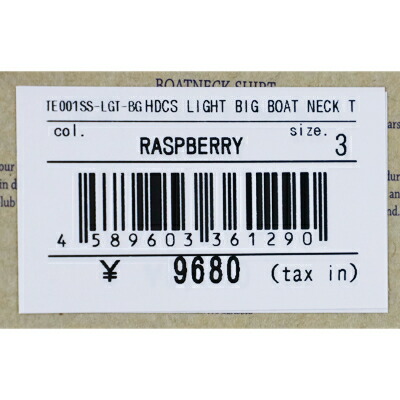 BOATNECK SHIRT
TE001SS-LGT-BG HDCS LIGHT BIG BOAT NECK T
col. RASPBERRY size. 3
4 589603 361290
¥ 9680 (tax in)